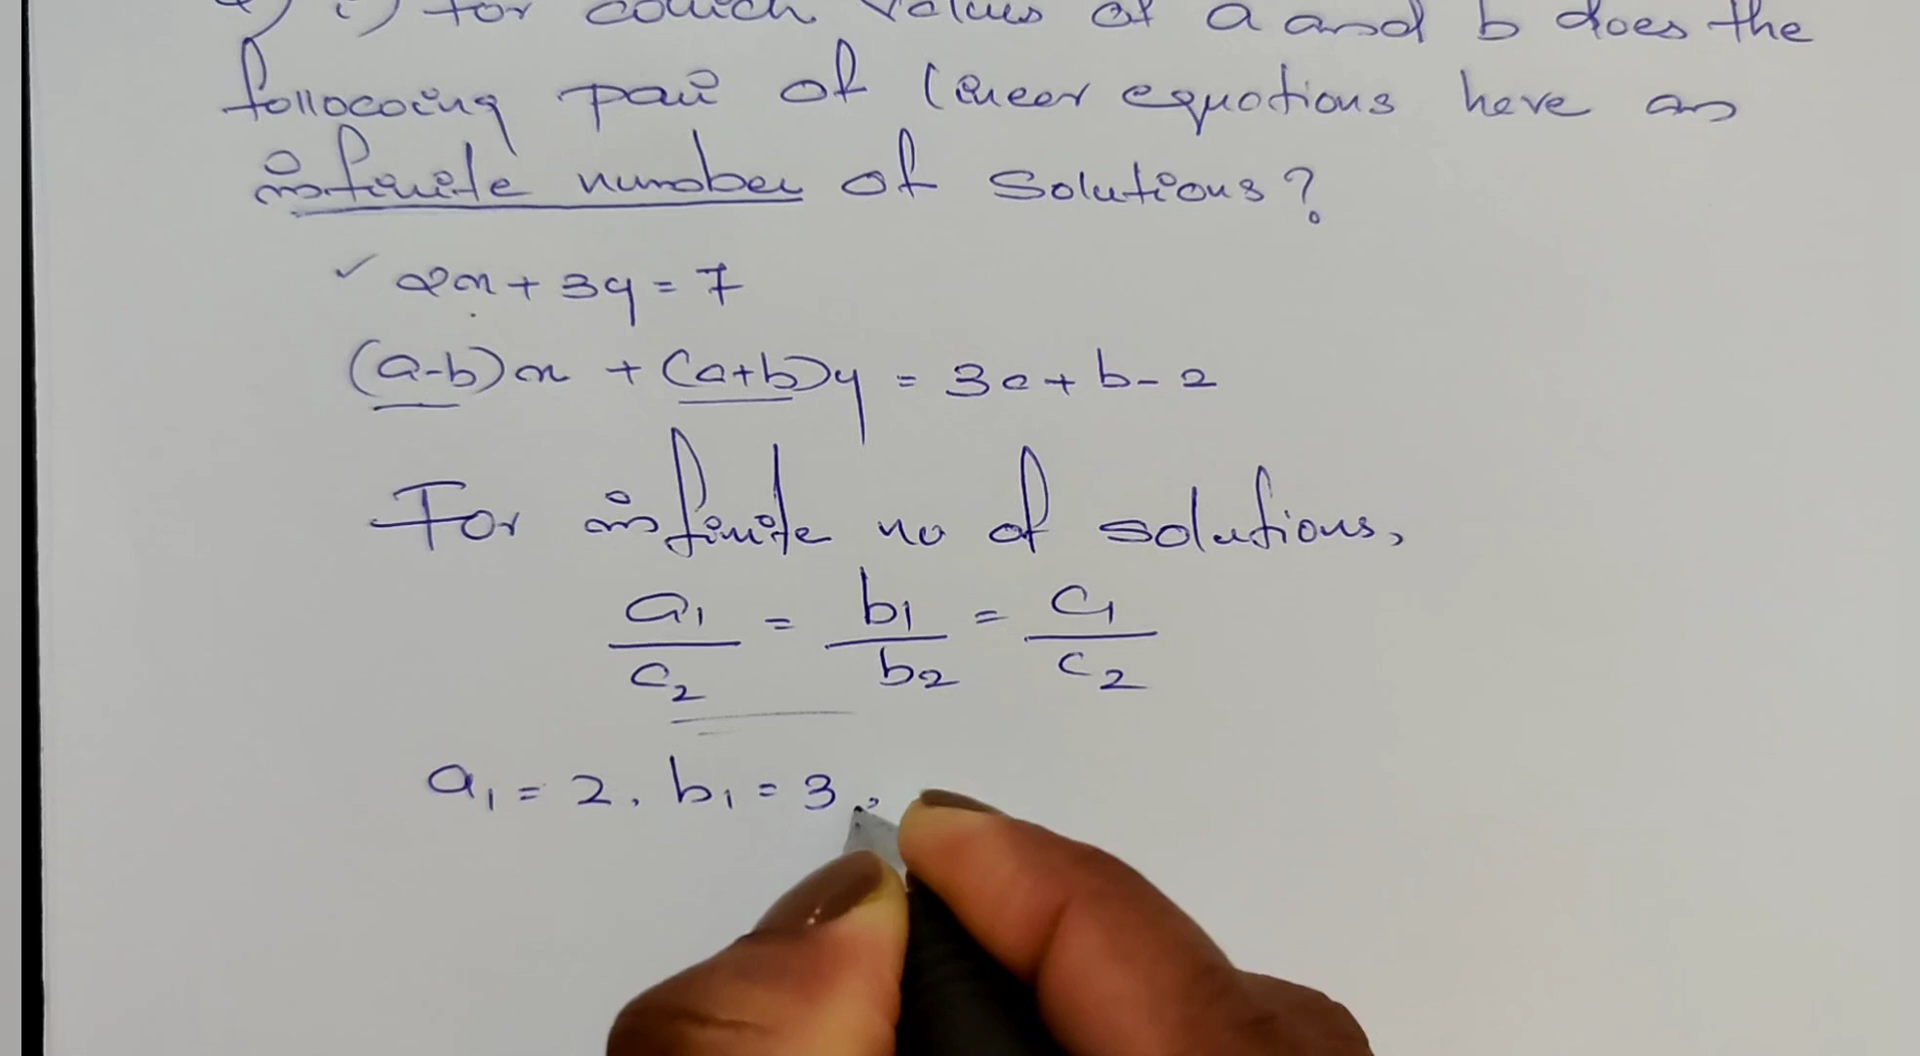 i) For which values of a and b does the
following pair of linear equations have an
infinite number of solutions?
✓ 2x + 3y = 7
(a-b)x + (a+b)y = 3a + b - 2
For infinite no of solutions,
a₁/c₂ = b₁/b₂ = c₁/c₂
a₁ = 2, b₁ = 3,